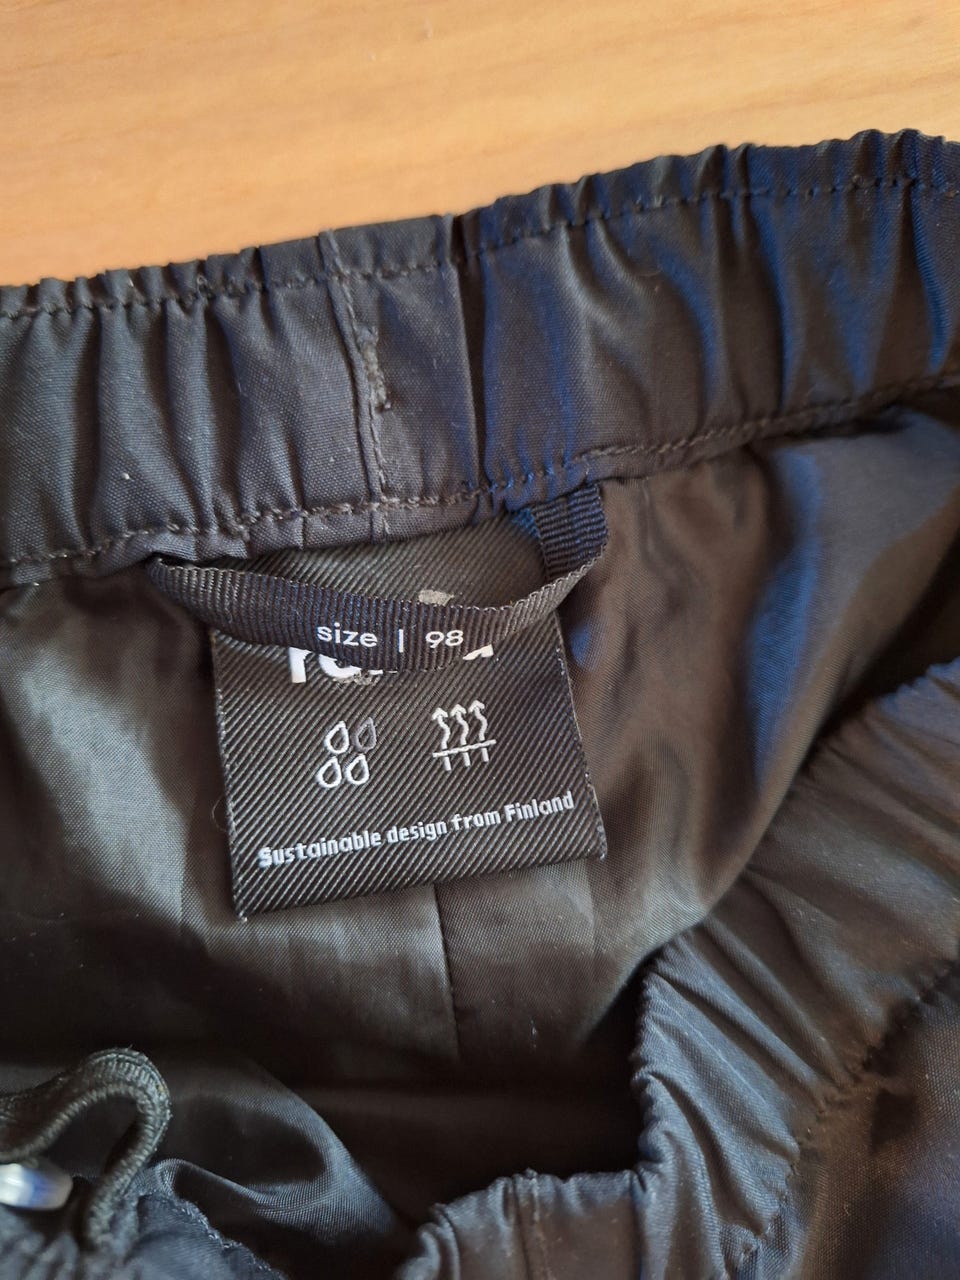 size | 98
Sustainable design from Finland